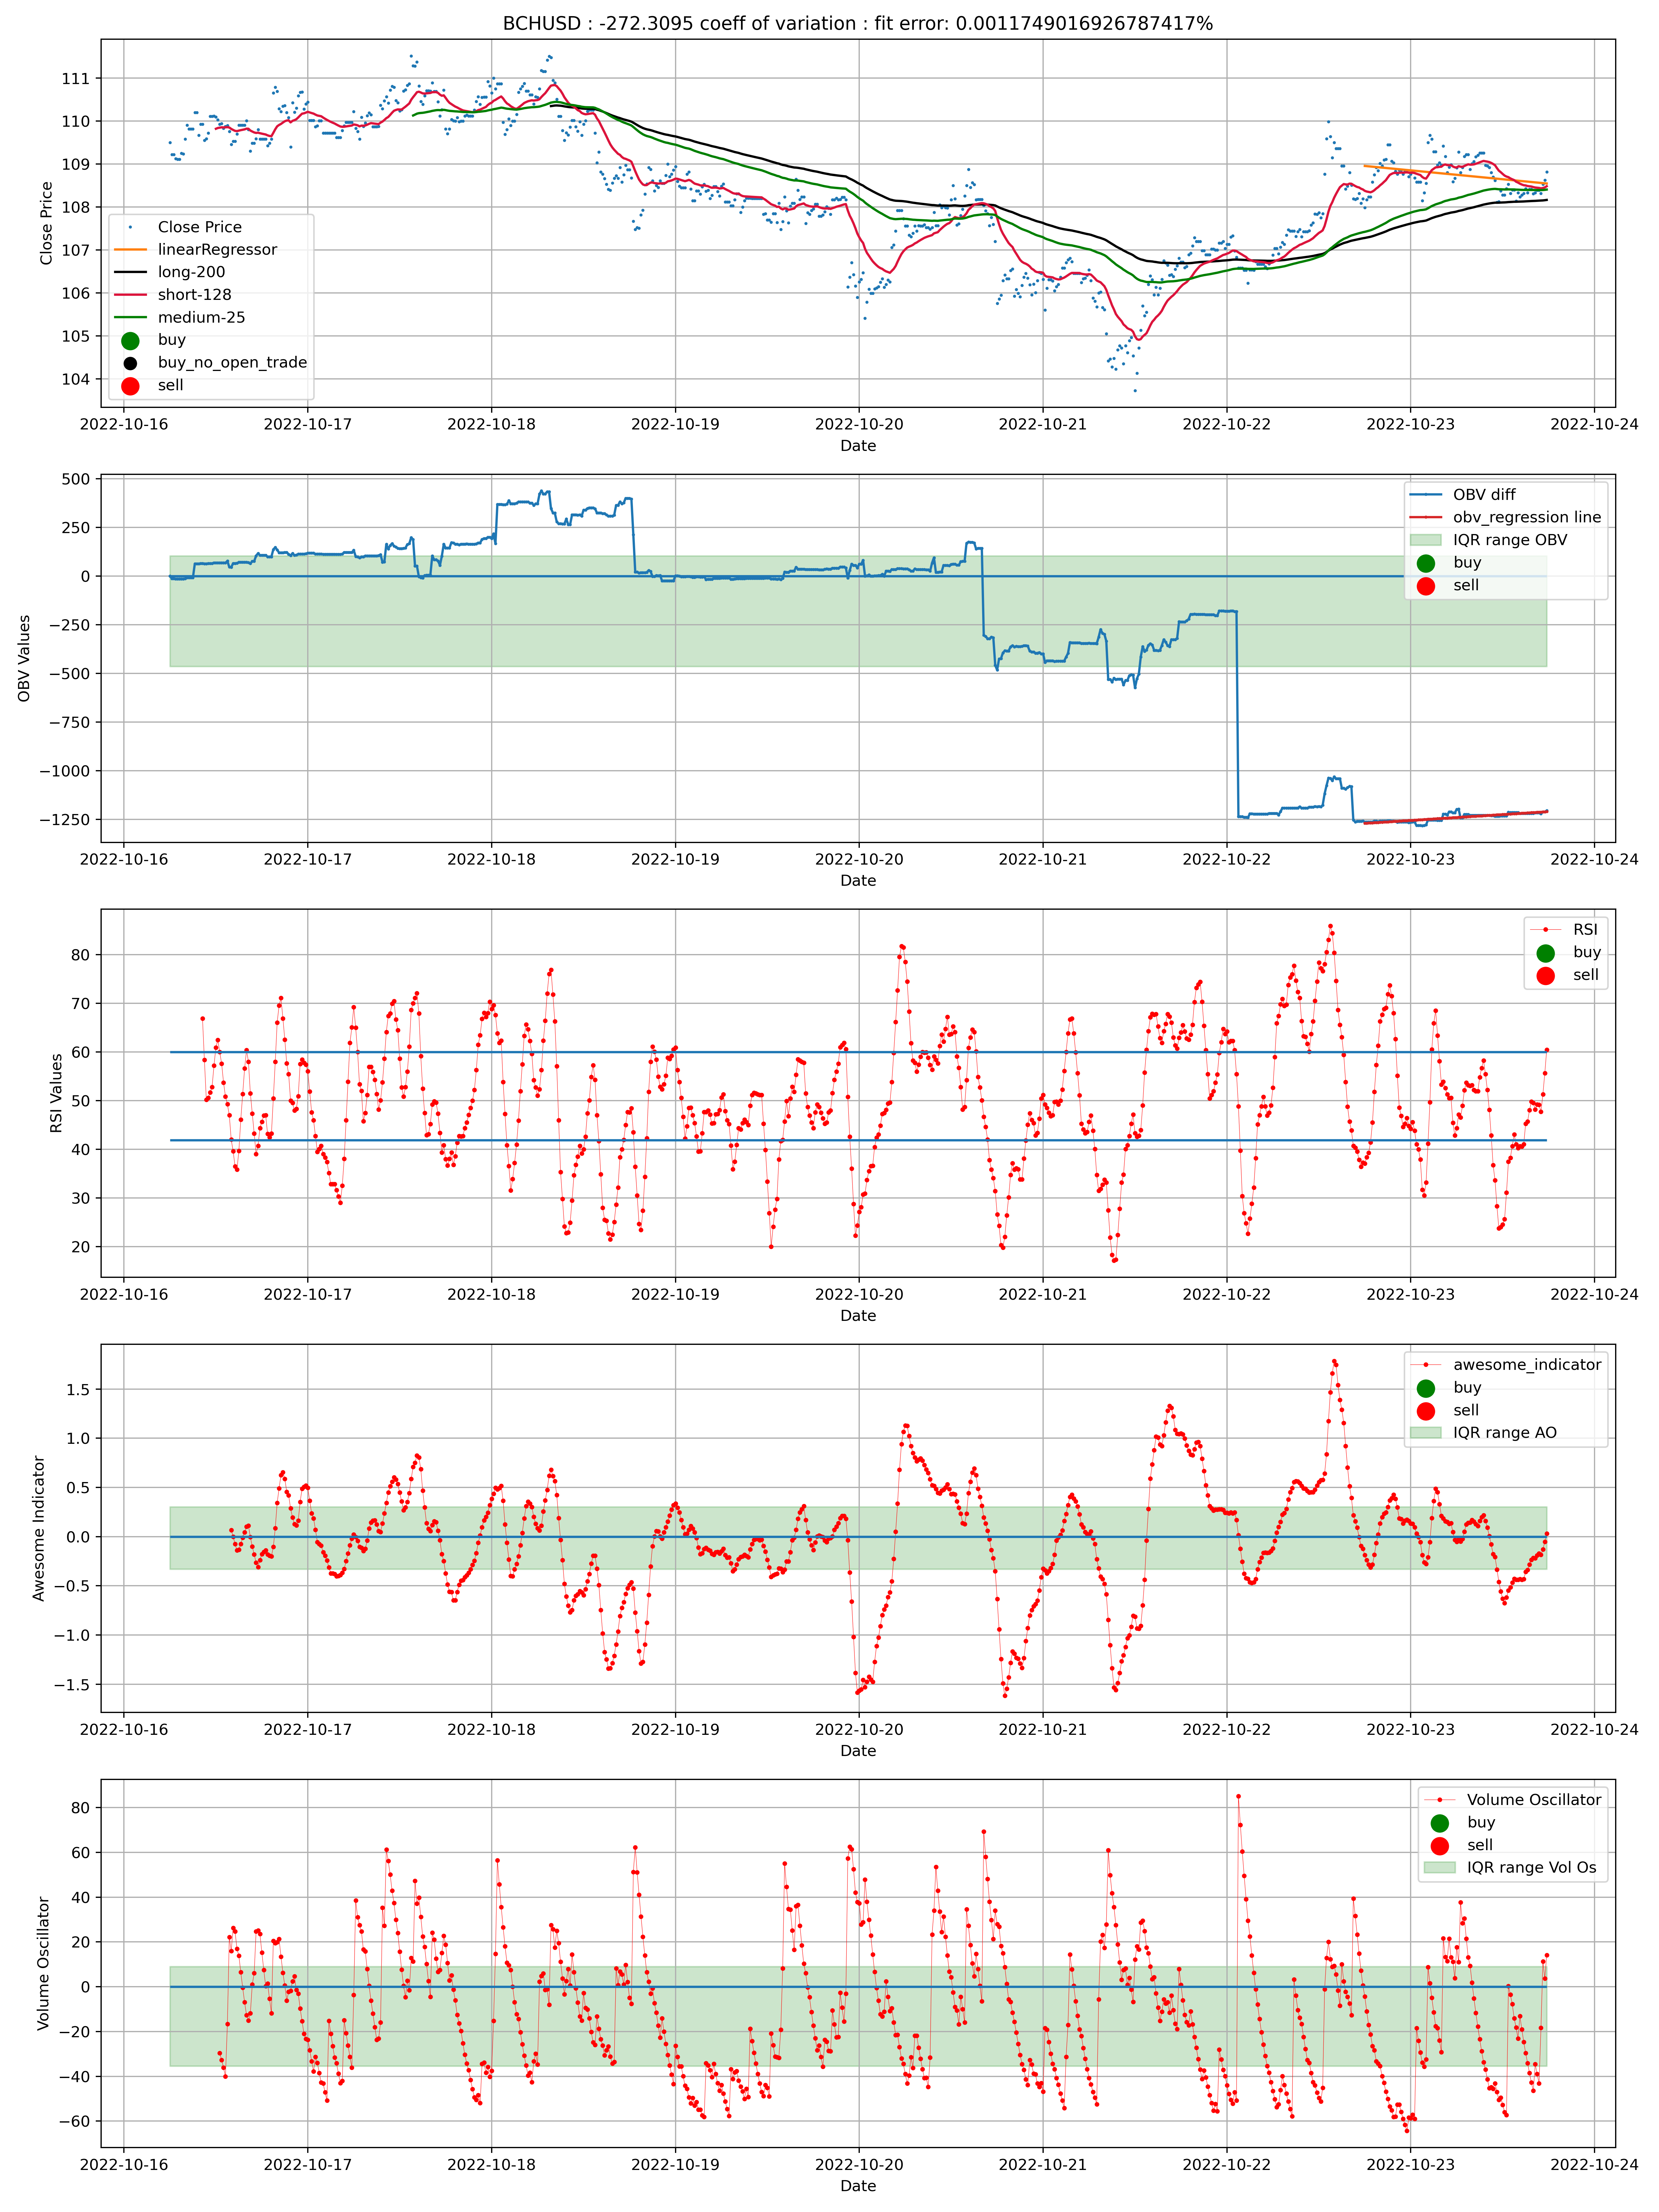 BCHUSD : -272.3095 coeff of variation : fit error: 0.0011749016926787417%
Close Price
111
110
109
108
107
106
105
104
Close Price
linearRegressor
long-200
short-128
medium-25
buy
buy_no_open_trade
sell
2022-10-16 2022-10-17 2022-10-18 2022-10-19 2022-10-20 2022-10-21 2022-10-22 2022-10-23 2022-10-24
Date
OBV Values
500
250
0
−250
−500
−750
−1000
−1250
OBV diff
obv_regression line
IQR range OBV
buy
sell
2022-10-16 2022-10-17 2022-10-18 2022-10-19 2022-10-20 2022-10-21 2022-10-22 2022-10-23 2022-10-24
Date
RSI Values
80
70
60
50
40
30
20
RSI
buy
sell
2022-10-16 2022-10-17 2022-10-18 2022-10-19 2022-10-20 2022-10-21 2022-10-22 2022-10-23 2022-10-24
Date
Awesome Indicator
1.5
1.0
0.5
0.0
−0.5
−1.0
−1.5
awesome_indicator
buy
sell
IQR range AO
2022-10-16 2022-10-17 2022-10-18 2022-10-19 2022-10-20 2022-10-21 2022-10-22 2022-10-23 2022-10-24
Date
Volume Oscillator
80
60
40
20
0
−20
−40
−60
Volume Oscillator
buy
sell
IQR range Vol Os
2022-10-16 2022-10-17 2022-10-18 2022-10-19 2022-10-20 2022-10-21 2022-10-22 2022-10-23 2022-10-24
Date